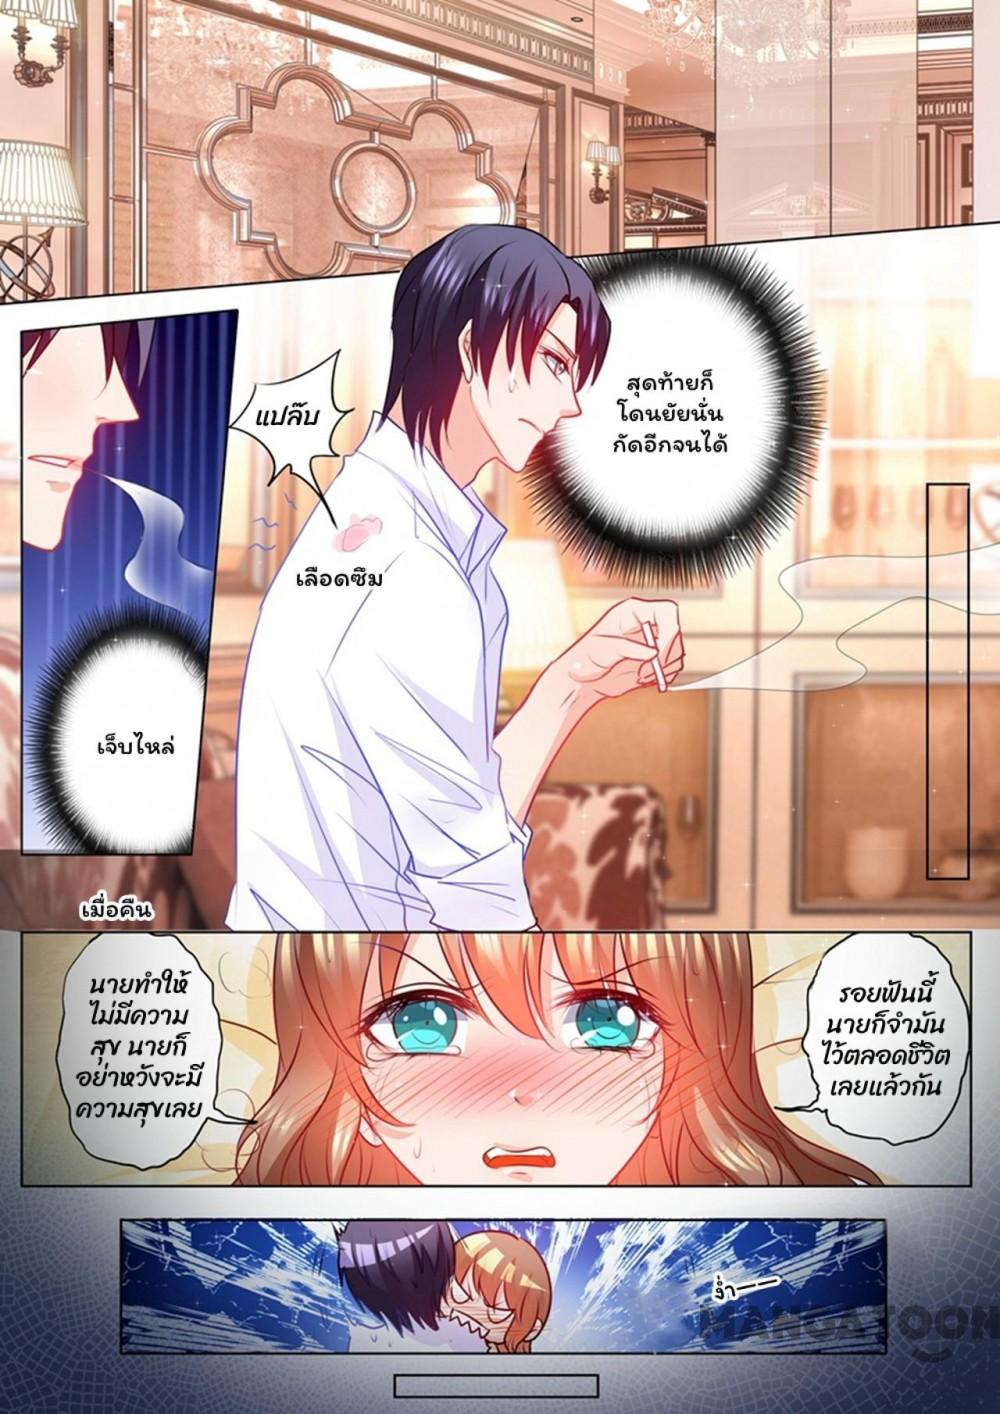 สุดท้ายก็
โดนยัยนั่น
กัดอีกจนได้
แปล๊บ
เลือดซึม
เจ็บไหล่
เมื่อคืน
นายทำให้
ไม่มีความ
สุข นายก็
อย่าหวังจะมี
ความสุขเลย
รอยฟันนี้
นายก็จำมัน
ไว้ตลอดชีวิต
เลยแล้วกัน
ง่ำ——
MANGATOON